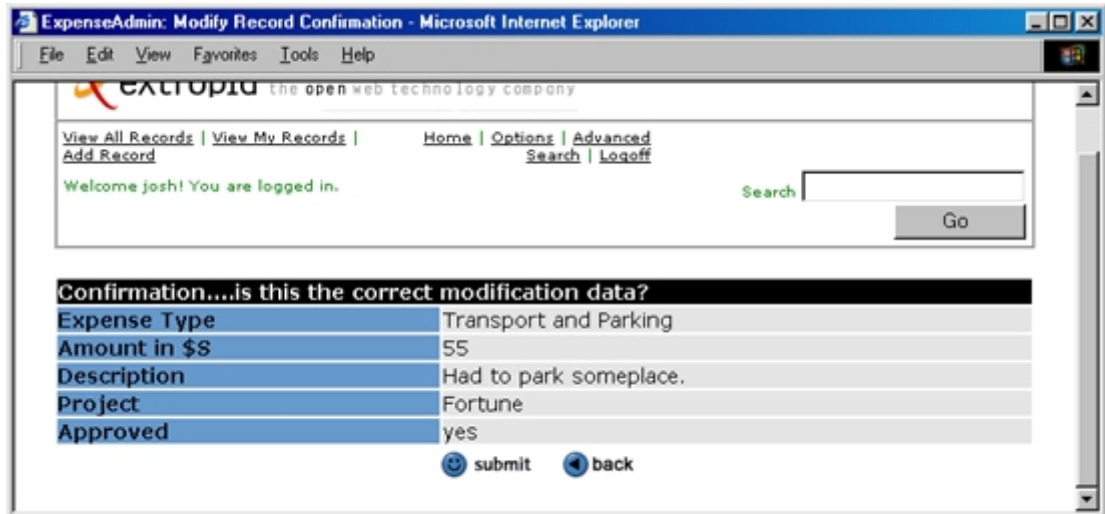 ExpenseAdmin: Modify Record Confirmation - Microsoft Internet Explorer
File Edit View Favorites Tools Help
extropia the open web technology company
View All Records | View My Records |
Add Record
Home | Options | Advanced
Search | Logoff
Welcome josh! You are logged in.
Search
Go
Confirmation....is this the correct modification data?
Expense Type Transport and Parking
Amount in $S 55
Description Had to park someplace.
Project Fortune
Approved yes
submit back